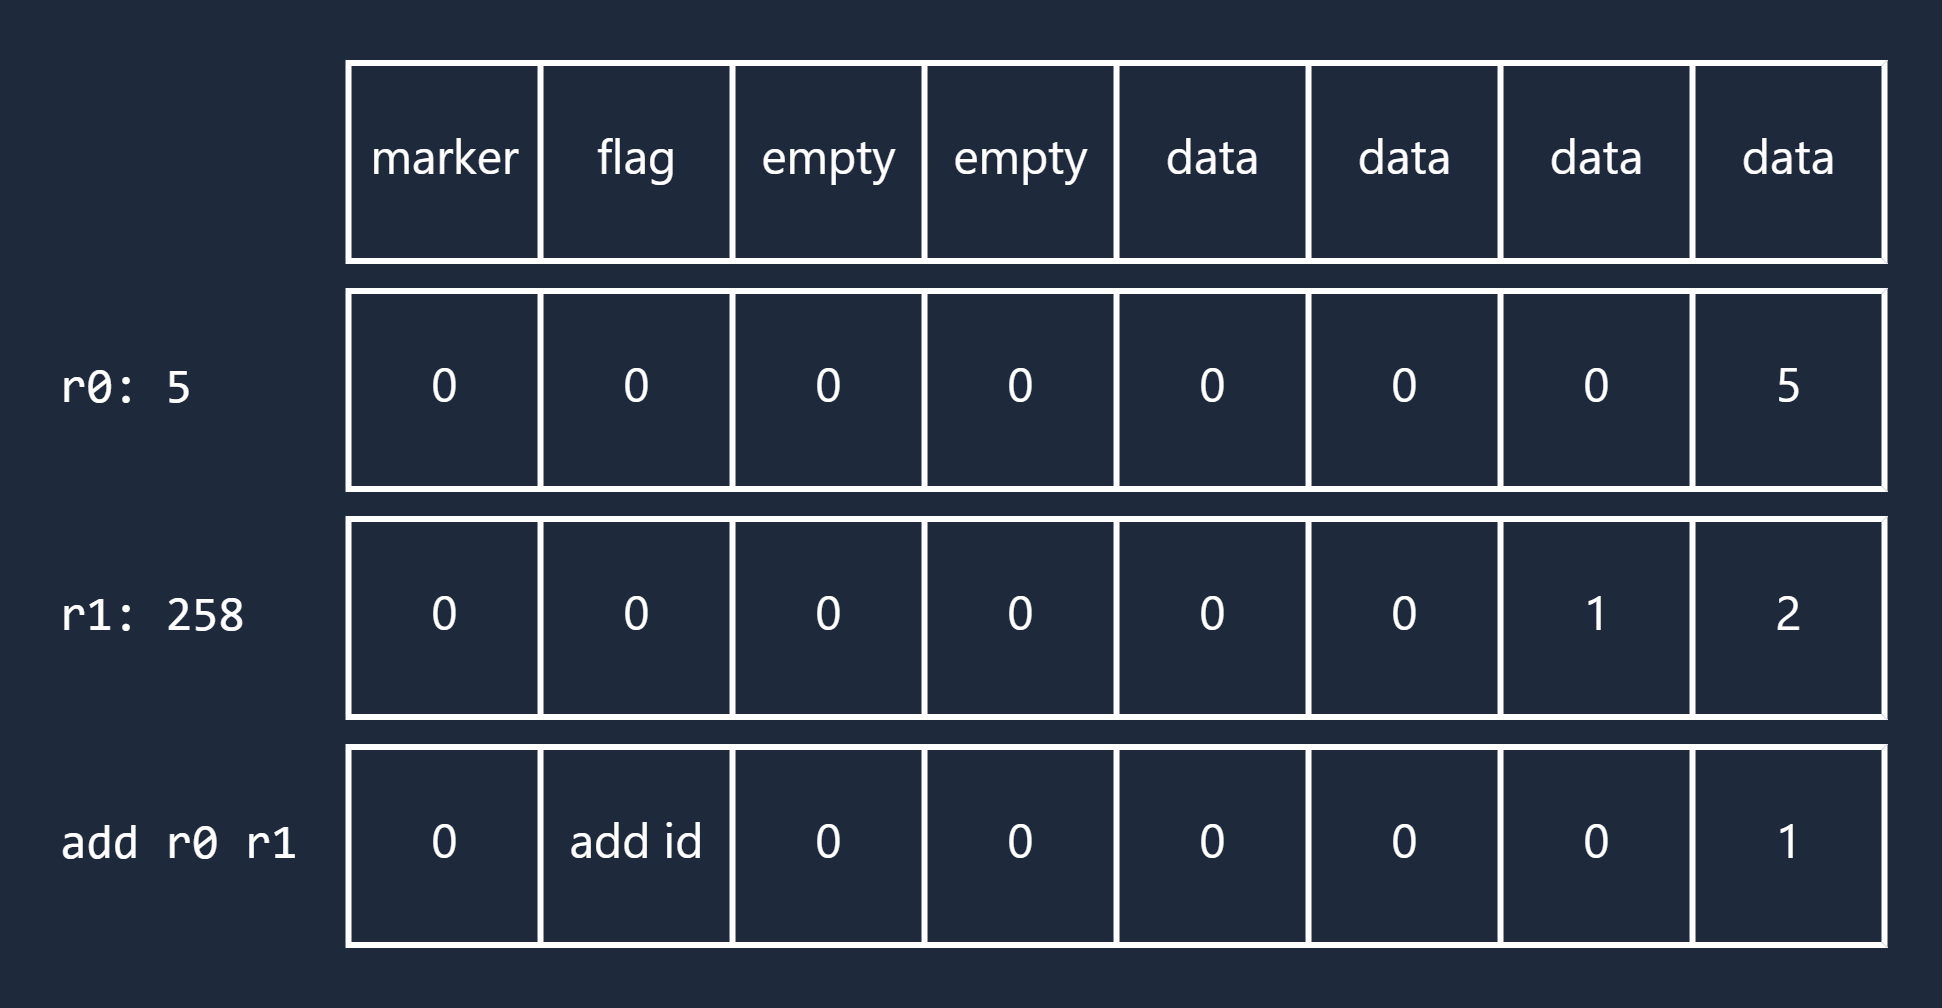 marker flag empty empty data data data data
r0: 5 0 0 0 0 0 0 0 5
r1: 258 0 0 0 0 0 0 1 2
add r0 r1 0 add id 0 0 0 0 0 1